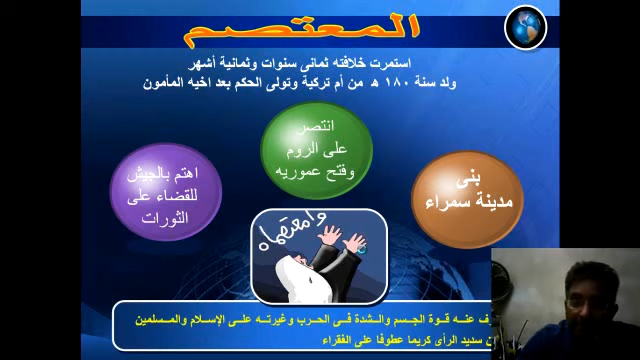 المعتصم
استمرت خلافته ثمانى سنوات وثمانية أشهر
ولد سنة ١٨٠ هـ من أم تركية وتولى الحكم بعد اخيه المأمون
انتصر
على الروم
وفتح عموريه
اهتم بالجيش
للقضاء على
الثورات
بنى
مدينة سمراء
وامعتصماه
عنه قوة الجسم والشدة فى الحرب وغيرته على الإسلام والمسلمين
سديد الرأى كريما عطوفا على الفقراء